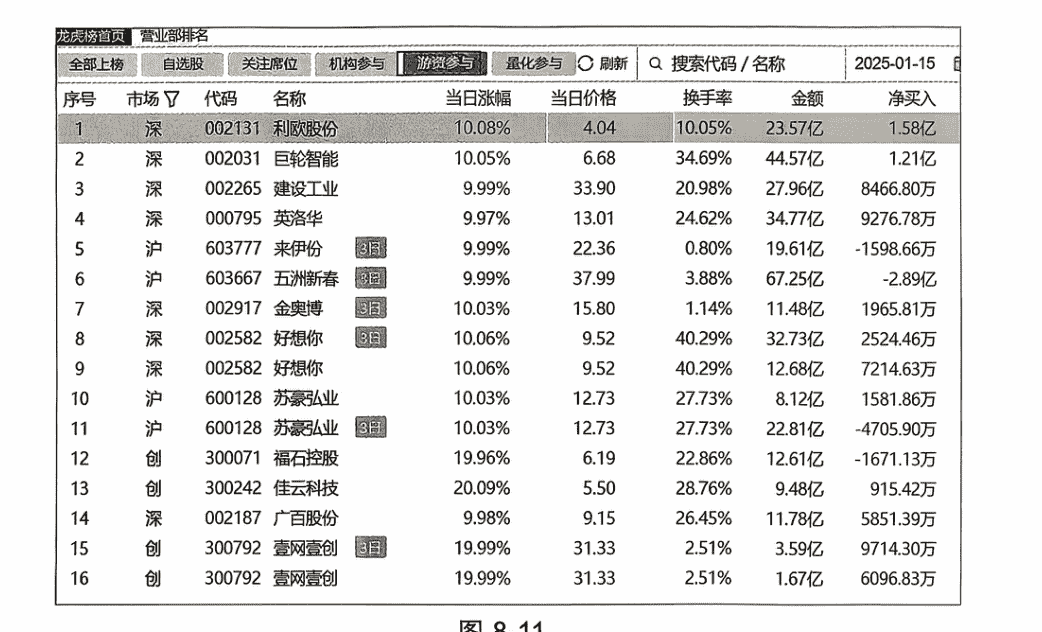 龙虎榜首页 营业部排名
全部上榜 自选股 关注席位 机构参与 游资参与 量化参与 刷新 搜索代码 / 名称 2025-01-15
序号 市场 代码 名称 当日涨幅 当日价格 换手率 金额 净买入
1 深 002131 利欧股份 10.08% 4.04 10.05% 23.57亿 1.58亿
2 深 002031 巨轮智能 10.05% 6.68 34.69% 44.57亿 1.21亿
3 深 002265 建设工业 9.99% 33.90 20.98% 27.96亿 8466.80万
4 深 000795 英洛华 9.97% 13.01 24.62% 34.77亿 9276.78万
5 沪 603777 来伊份 3日 9.99% 22.36 0.80% 19.61亿 -1598.66万
6 沪 603667 五洲新春 3日 9.99% 37.99 3.88% 67.25亿 -2.89亿
7 深 002917 金奥博 3日 10.03% 15.80 1.14% 11.48亿 1965.81万
8 深 002582 好想你 3日 10.06% 9.52 40.29% 32.73亿 2524.46万
9 深 002582 好想你 10.06% 9.52 40.29% 12.68亿 7214.63万
10 沪 600128 苏豪弘业 10.03% 12.73 27.73% 8.12亿 1581.86万
11 沪 600128 苏豪弘业 3日 10.03% 12.73 27.73% 22.81亿 -4705.90万
12 创 300071 福石控股 19.96% 6.19 22.86% 12.61亿 -1671.13万
13 创 300242 佳云科技 20.09% 5.50 28.76% 9.48亿 915.42万
14 深 002187 广百股份 9.98% 9.15 26.45% 11.78亿 5851.39万
15 创 300792 壹网壹创 3日 19.99% 31.33 2.51% 3.59亿 9714.30万
16 创 300792 壹网壹创 19.99% 31.33 2.51% 1.67亿 6096.83万
图 8-11